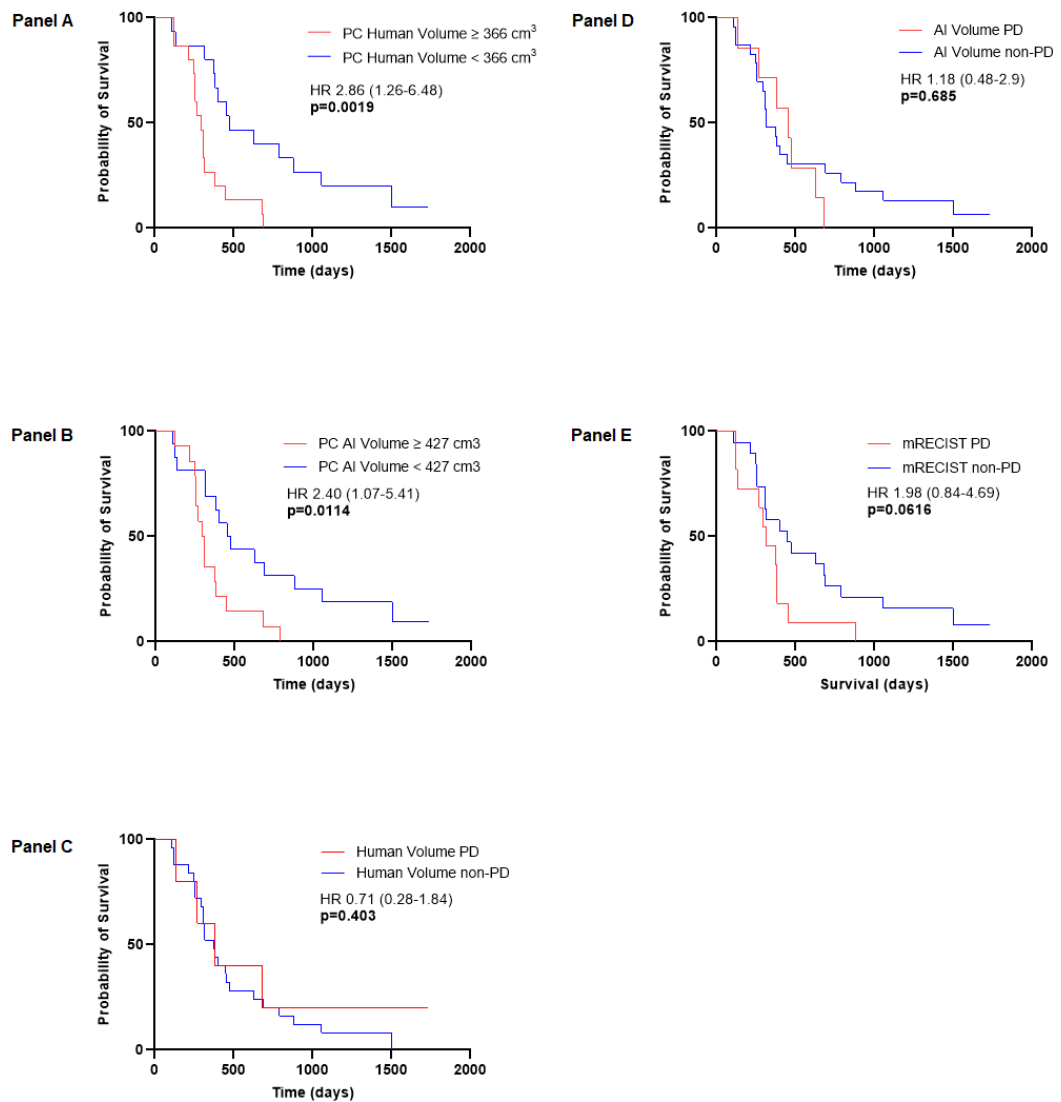 Panel A
100
50
0
Probability of Survival
PC Human Volume ≥ 366 cm³
PC Human Volume < 366 cm³
HR 2.86 (1.26-6.48)
p=0.0019
0 500 1000 1500 2000
Time (days)
Panel D
100
50
0
Probability of Survival
AI Volume PD
AI Volume non-PD
HR 1.18 (0.48-2.9)
p=0.685
0 500 1000 1500 2000
Time (days)
Panel B
100
50
0
Probability of Survival
PC AI Volume ≥ 427 cm3
PC AI Volume < 427 cm3
HR 2.40 (1.07-5.41)
p=0.0114
0 500 1000 1500 2000
Time (days)
Panel E
100
50
0
Probability of Survival
mRECIST PD
mRECIST non-PD
HR 1.98 (0.84-4.69)
p=0.0616
0 500 1000 1500 2000
Survival (days)
Panel C
100
50
0
Probability of Survival
Human Volume PD
Human Volume non-PD
HR 0.71 (0.28-1.84)
p=0.403
0 500 1000 1500 2000
Time (days)